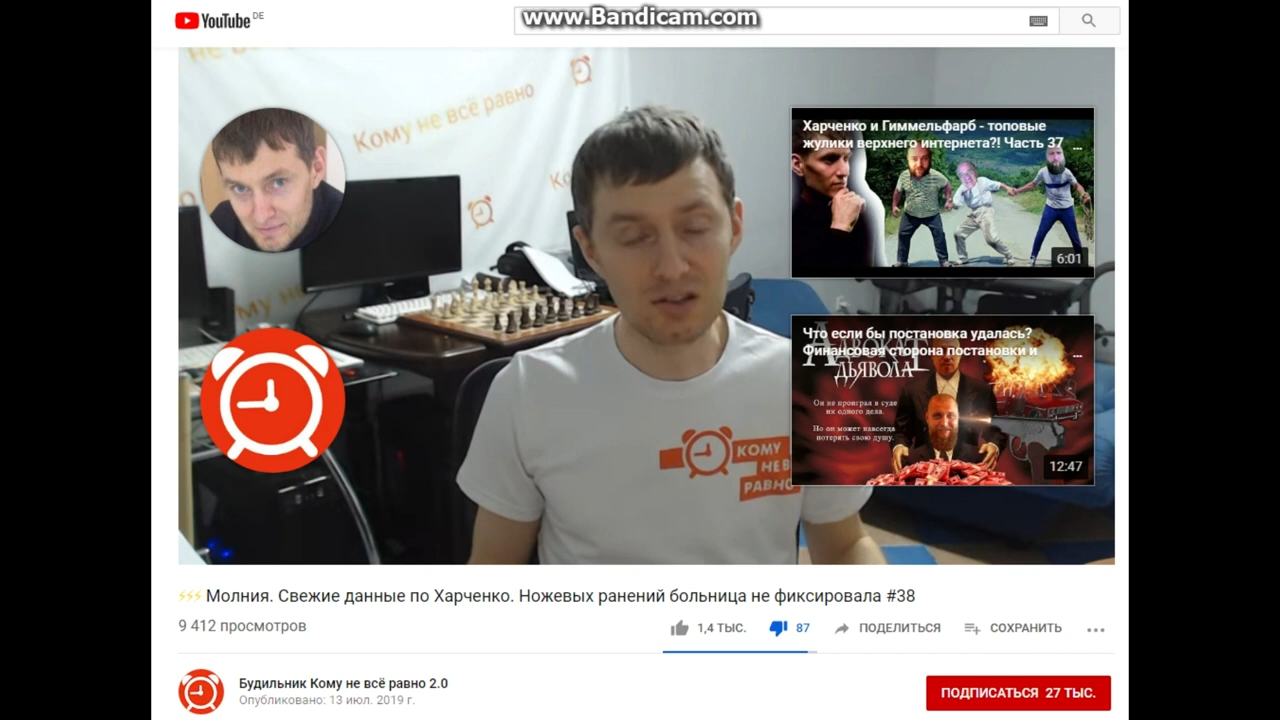 YouTube DE
www.Bandicam.com
не все равно
Кому не всё равно
Харченко и Гиммельфарб - топовые
жулики верхнего интернета?! Часть 37 ...
6:01
Что если бы постановка удалась?
Финансовая сторона постановки и ...
АДВОКАТ
ДЬЯВОЛА
Он не проиграл в суде
ни одного дела.
Но он может навсегда
потерять свою душу.
12:47
КОМУ
НЕ В
РАВНО
⚡⚡⚡ Молния. Свежие данные по Харченко. Ножевых ранений больница не фиксировала #38
9 412 просмотров
1,4 ТЫС. 87 ПОДЕЛИТЬСЯ СОХРАНИТЬ ...
Будильник Кому не всё равно 2.0
Опубликовано: 13 июл. 2019 г.
ПОДПИСАТЬСЯ 27 ТЫС.